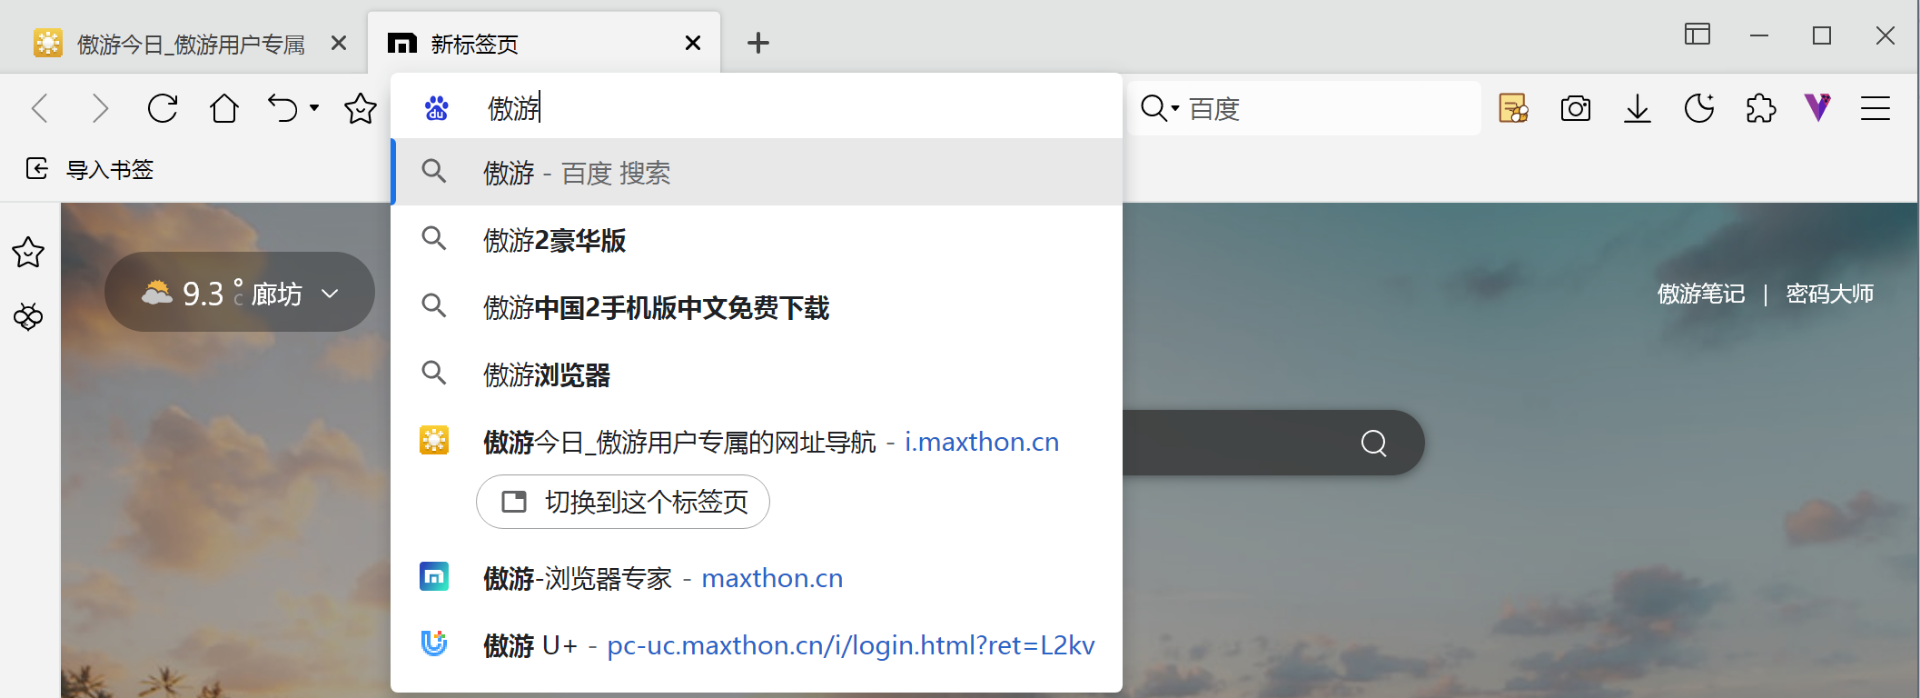 傲游今日_傲游用户专属
新标签页
傲游
百度
导入书签
傲游 - 百度 搜索
傲游2豪华版
9.3 °C 廊坊
傲游笔记 | 密码大师
傲游中国2手机版中文免费下载
傲游浏览器
傲游今日_傲游用户专属的网址导航 - i.maxthon.cn
切换到这个标签页
傲游-浏览器专家 - maxthon.cn
傲游 U+ - pc-uc.maxthon.cn/i/login.html?ret=L2kv